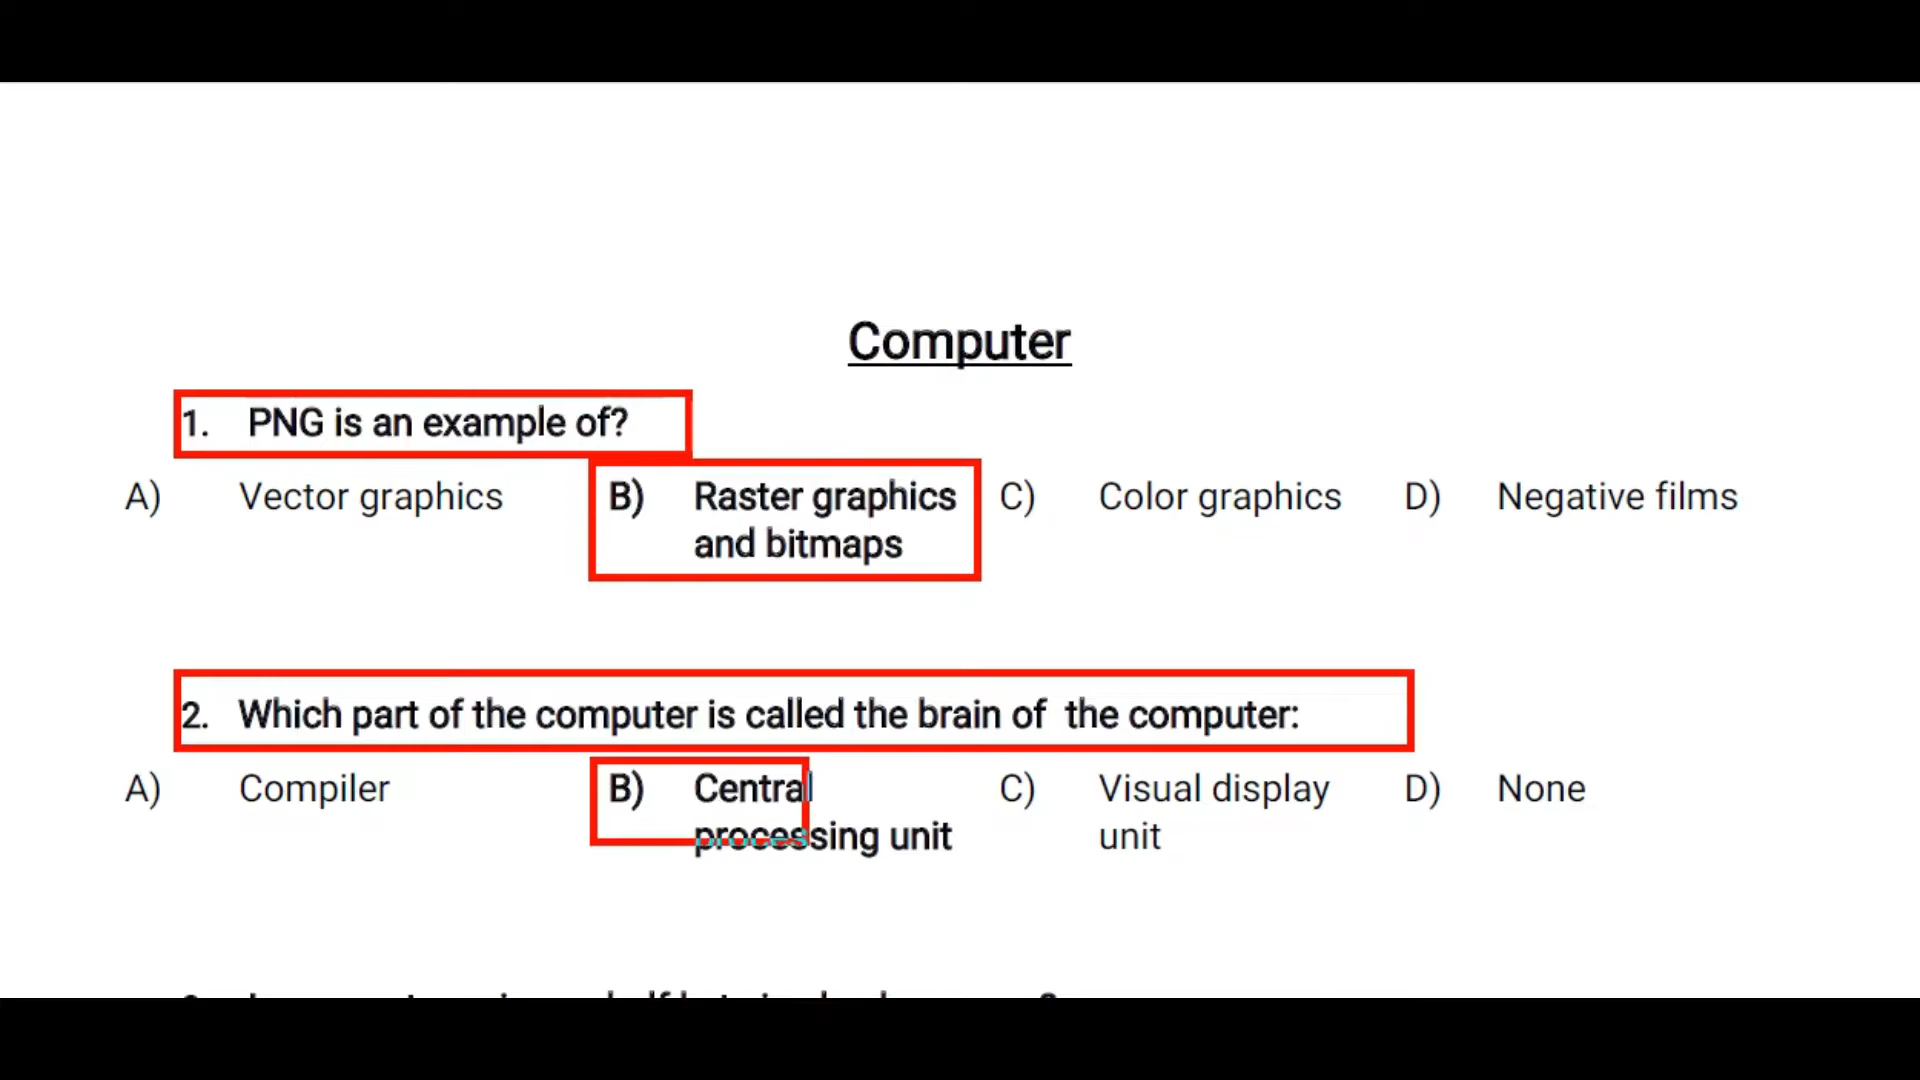 Computer
1. PNG is an example of?
A) Vector graphics B) Raster graphics and bitmaps C) Color graphics D) Negative films
2. Which part of the computer is called the brain of the computer:
A) Compiler B) Central processing unit C) Visual display unit D) None